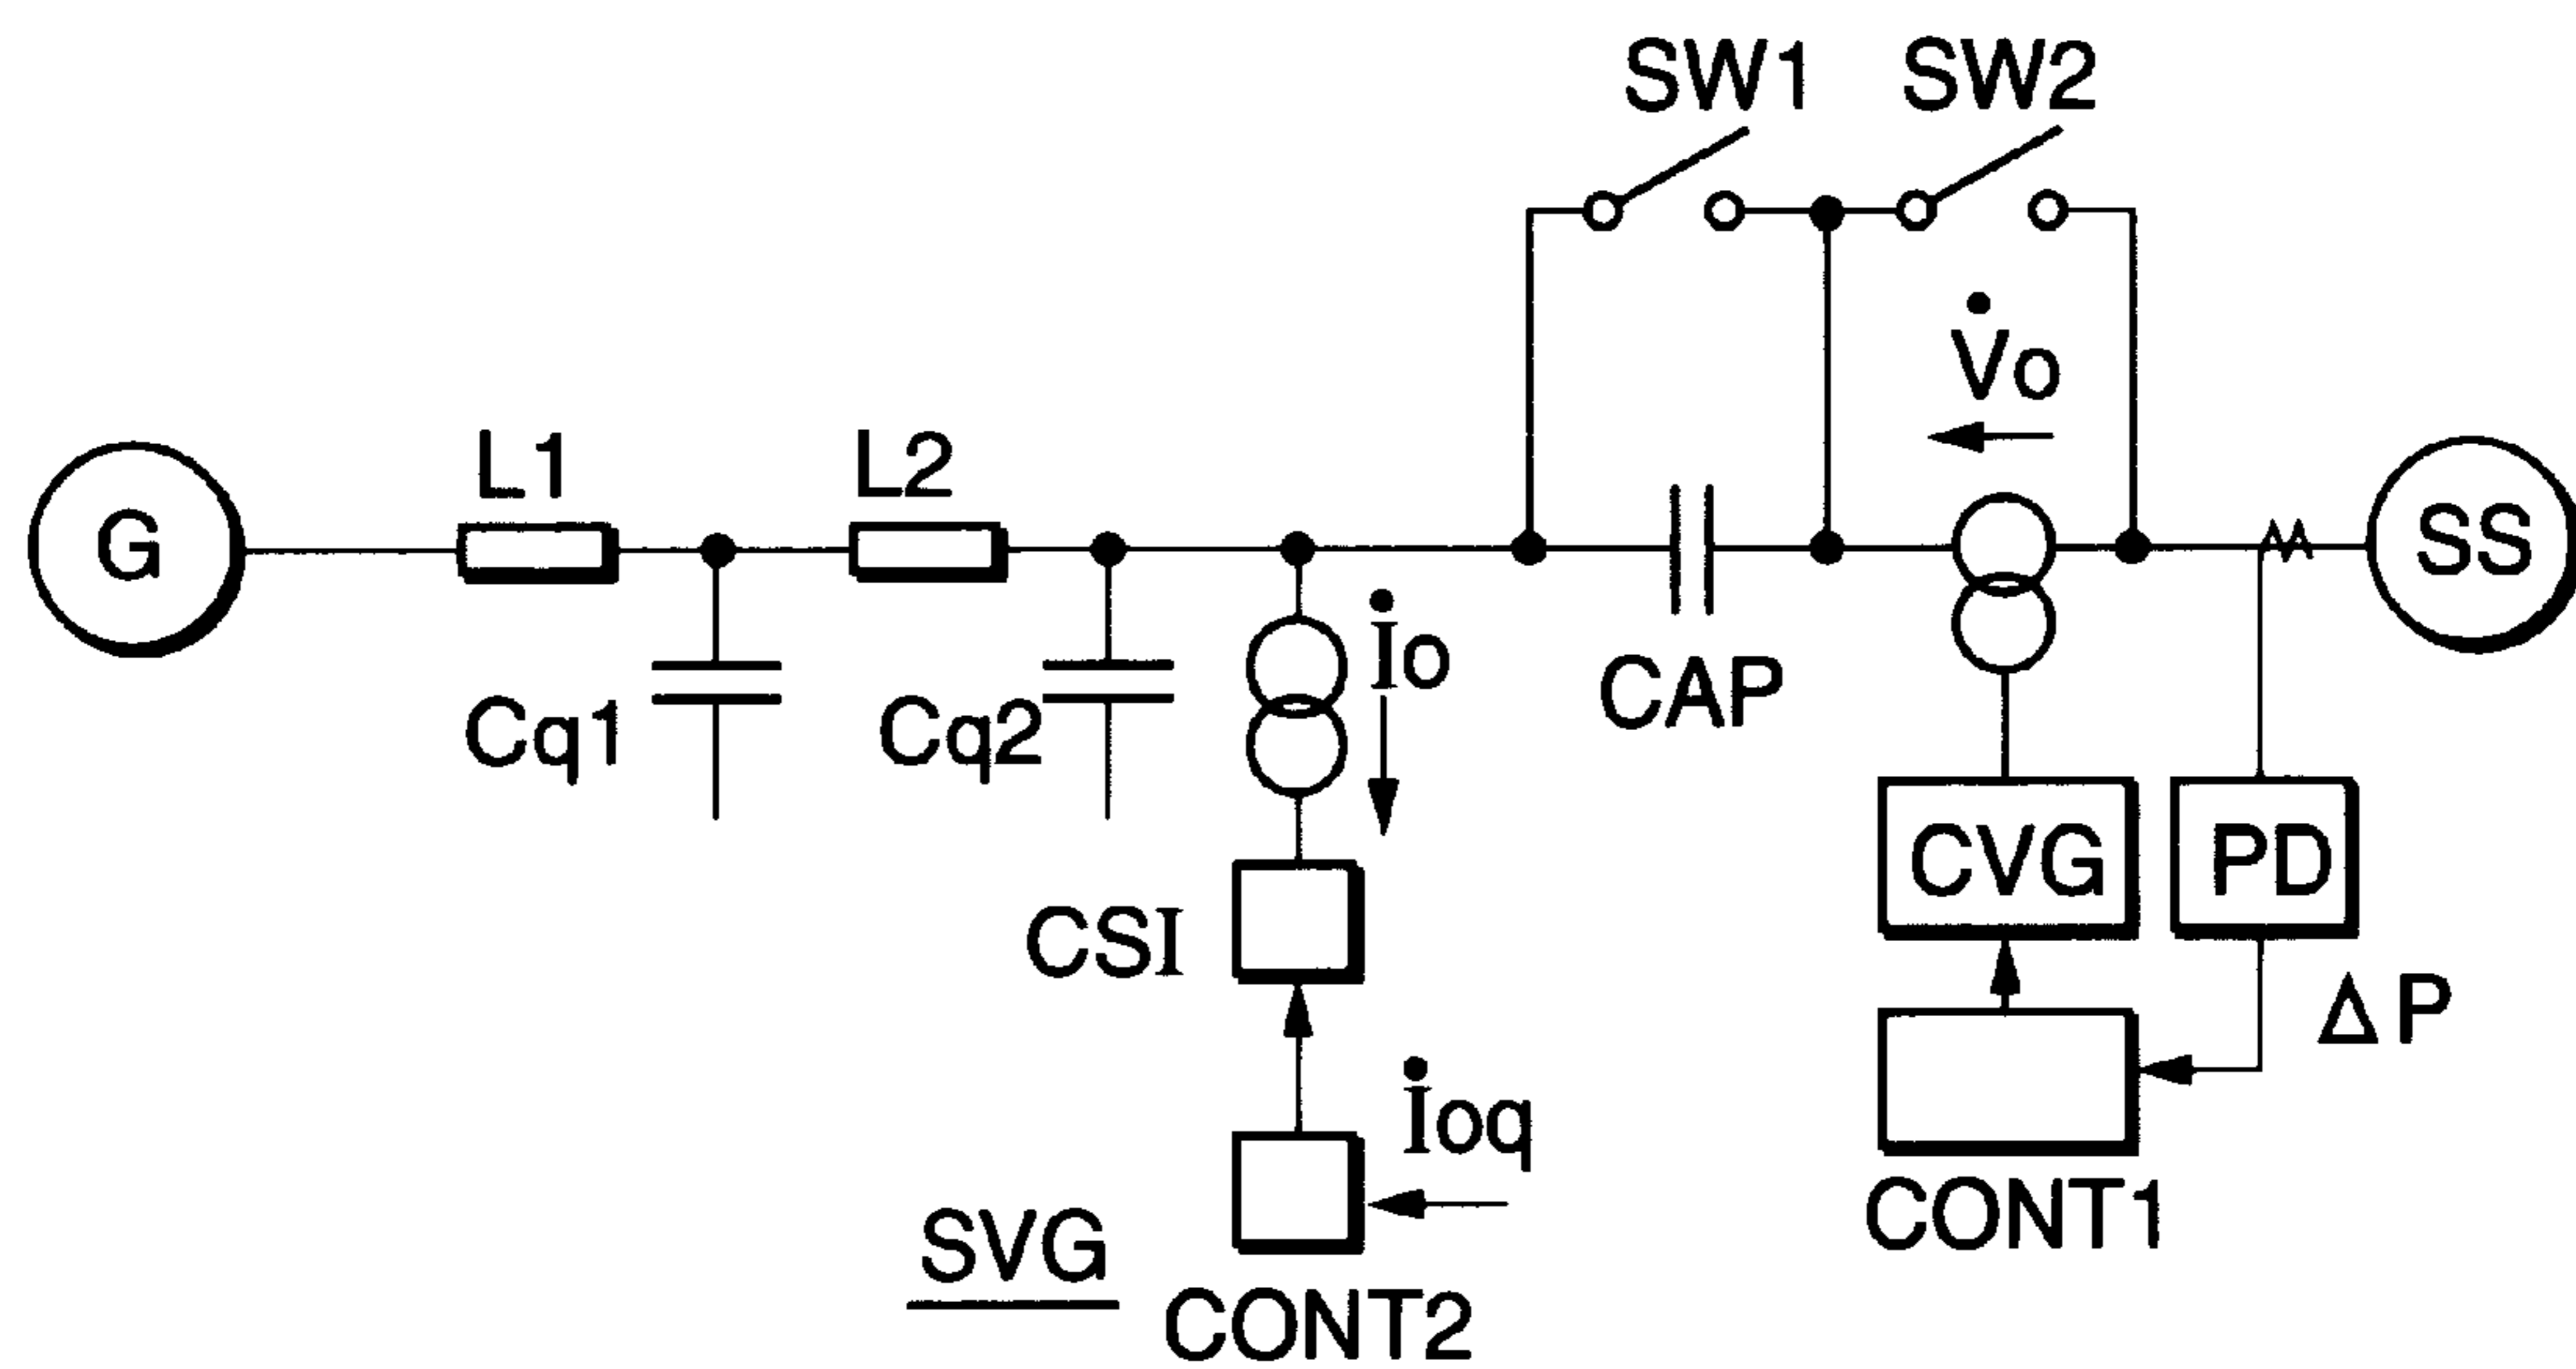 SW1 SW2
V̇o
L1 L2
G SS
İo
CAP
Cq1 Cq2
CVG PD
CSI
ΔP
İoq
CONT1
SVG
CONT2